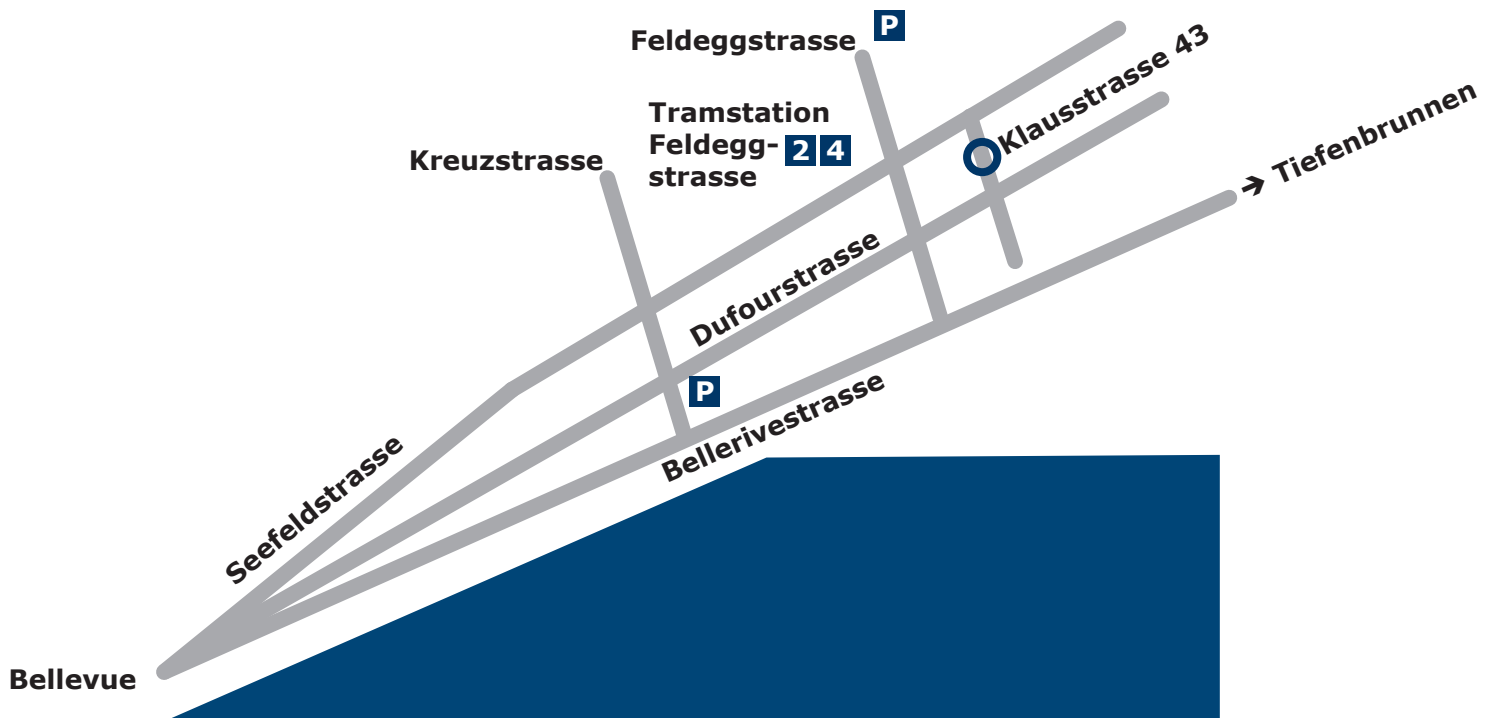 P
Feldeggstrasse
Klausstrasse 43
Tramstation
Feldegg- 2 4
strasse
Kreuzstrasse
➔ Tiefenbrunnen
Dufourstrasse
P
Bellerivestrasse
Seefeldstrasse
Bellevue